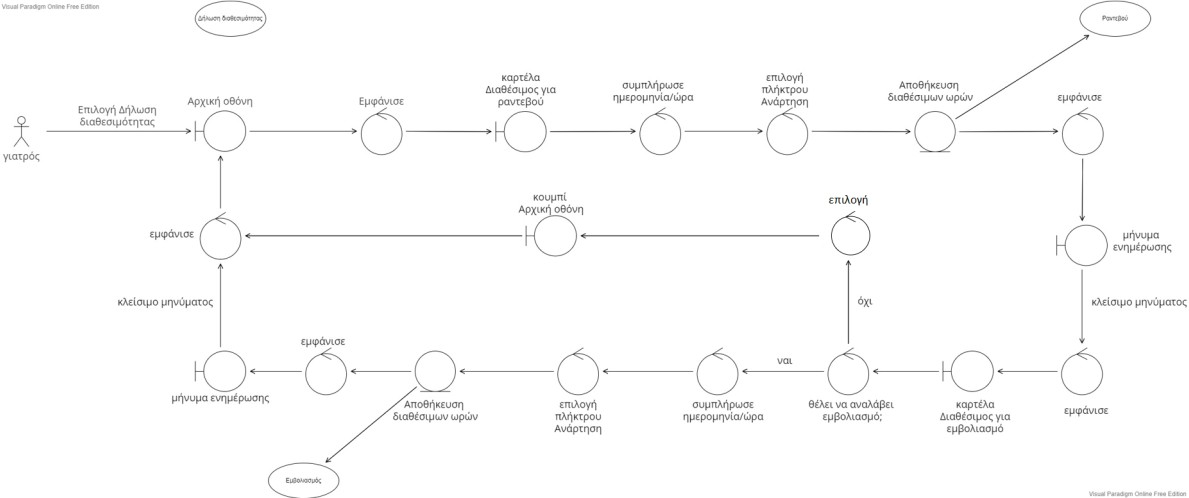 Visual Paradigm Online Free Edition
Δήλωση διαθεσιμότητας
Ραντεβού
Επιλογή Δήλωση
διαθεσιμότητας
Αρχική οθόνη
Εμφάνισε
καρτέλα
Διαθέσιμος για
ραντεβού
συμπλήρωσε
ημερομηνία/ώρα
επιλογή
πλήκτρου
Ανάρτηση
Αποθήκευση
διαθέσιμων ωρών
εμφάνισε
γιατρός
εμφάνισε
κουμπί
Αρχική οθόνη
επιλογή
μήνυμα
ενημέρωσης
κλείσιμο μηνύματος
όχι
κλείσιμο μηνύματος
μήνυμα ενημέρωσης
εμφάνισε
Αποθήκευση
διαθέσιμων ωρών
επιλογή
πλήκτρου
Ανάρτηση
συμπλήρωσε
ημερομηνία/ώρα
ναι
θέλει να αναλάβει
εμβολιασμό;
καρτέλα
Διαθέσιμος για
εμβολιασμό
εμφάνισε
Εμβολιασμός
Visual Paradigm Online Free Edition